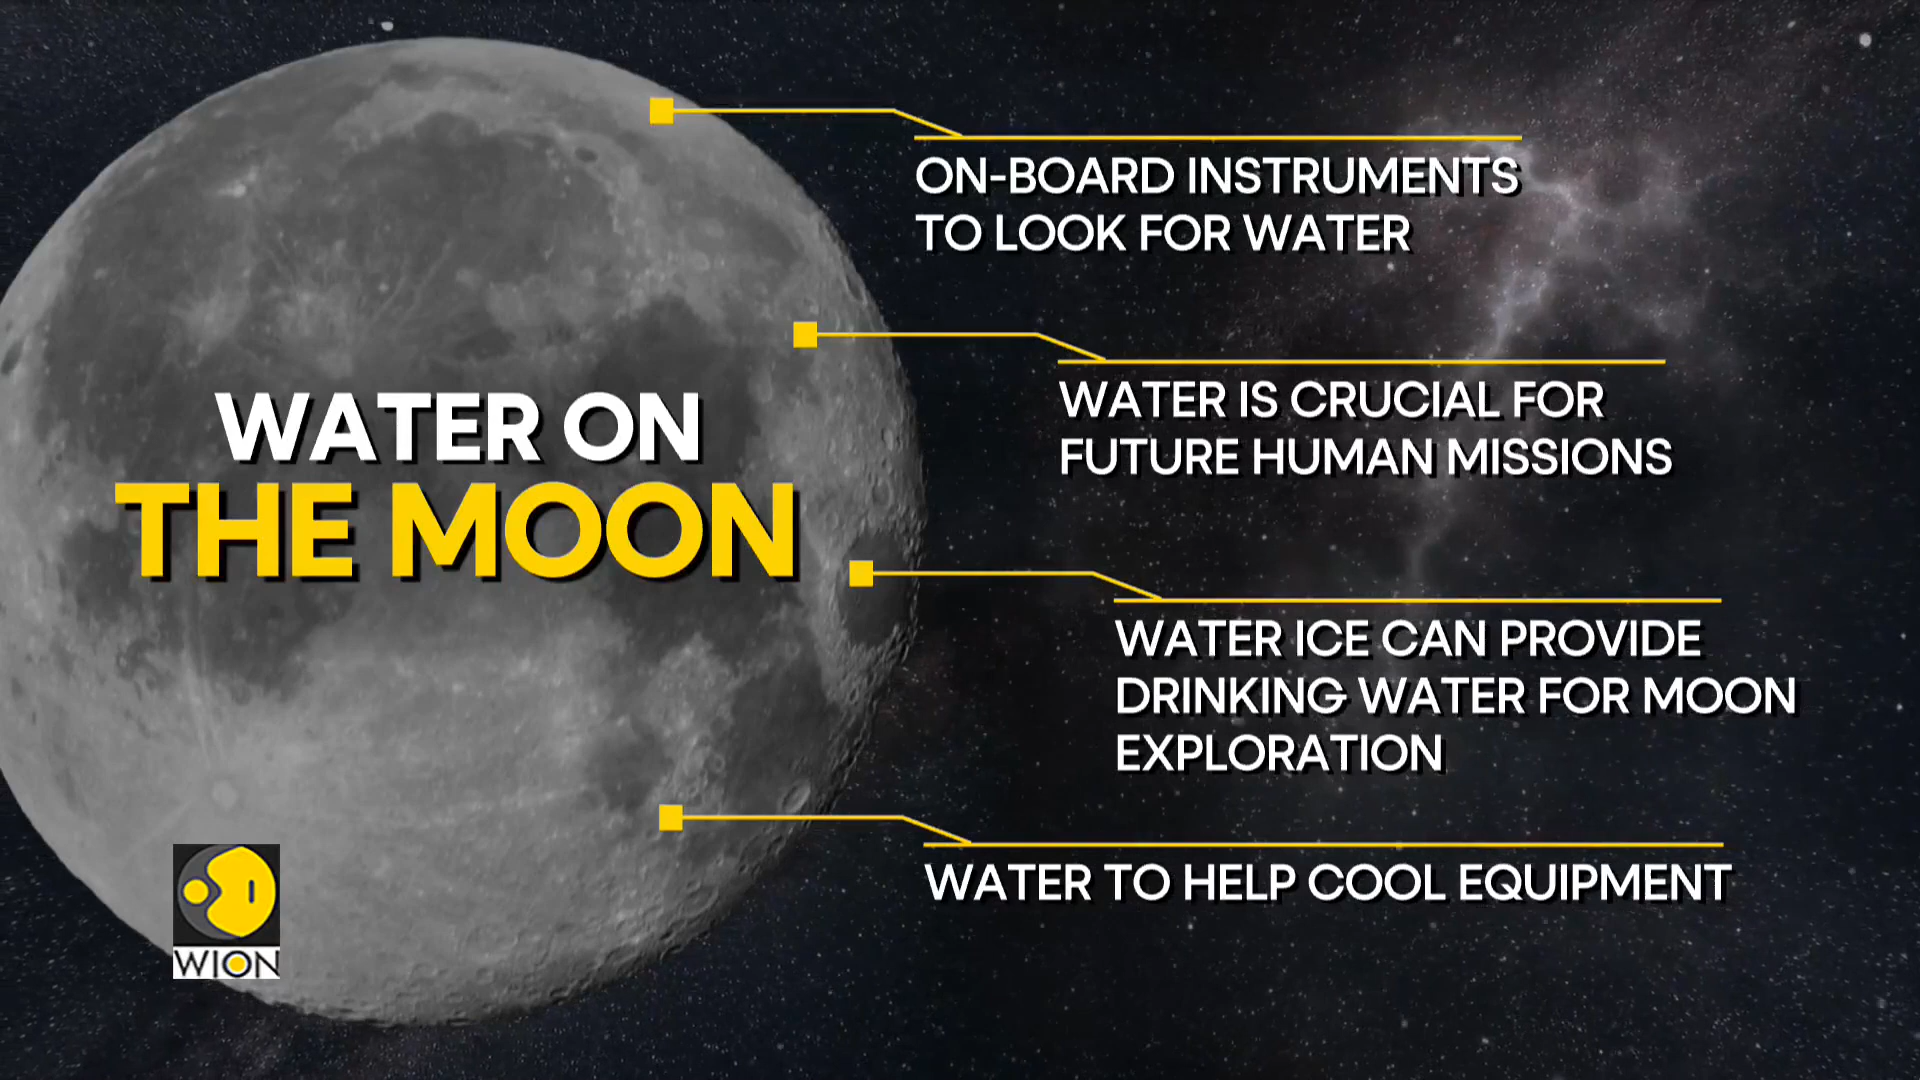 WATER ON
THE MOON
ON-BOARD INSTRUMENTS
TO LOOK FOR WATER
WATER IS CRUCIAL FOR
FUTURE HUMAN MISSIONS
WATER ICE CAN PROVIDE
DRINKING WATER FOR MOON
EXPLORATION
WATER TO HELP COOL EQUIPMENT
WION